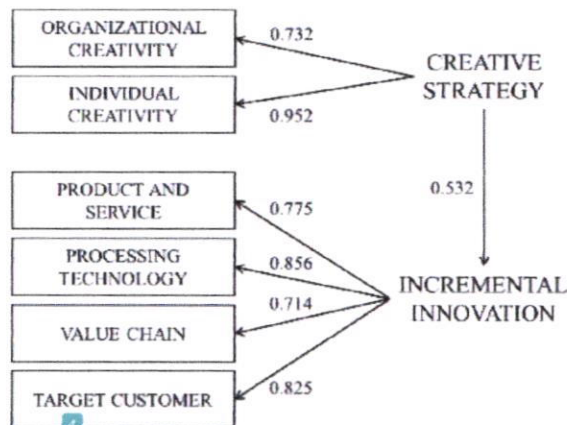 ORGANIZATIONAL
CREATIVITY
0.732
CREATIVE
STRATEGY
INDIVIDUAL
CREATIVITY
0.952
0.532
PRODUCT AND
SERVICE
0.775
PROCESSING
TECHNOLOGY
0.856
INCREMENTAL
INNOVATION
0.714
VALUE CHAIN
0.825
TARGET CUSTOMER